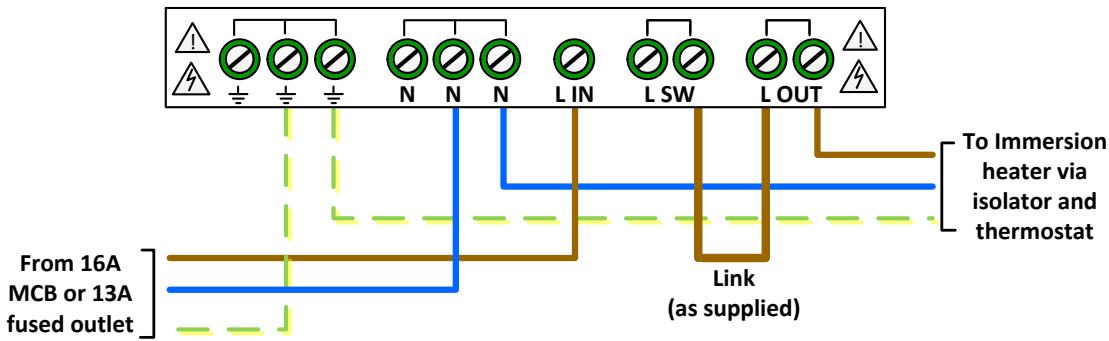 N N N L IN L SW L OUT
To Immersion
heater via
isolator and
thermostat
From 16A
MCB or 13A
fused outlet
Link
(as supplied)